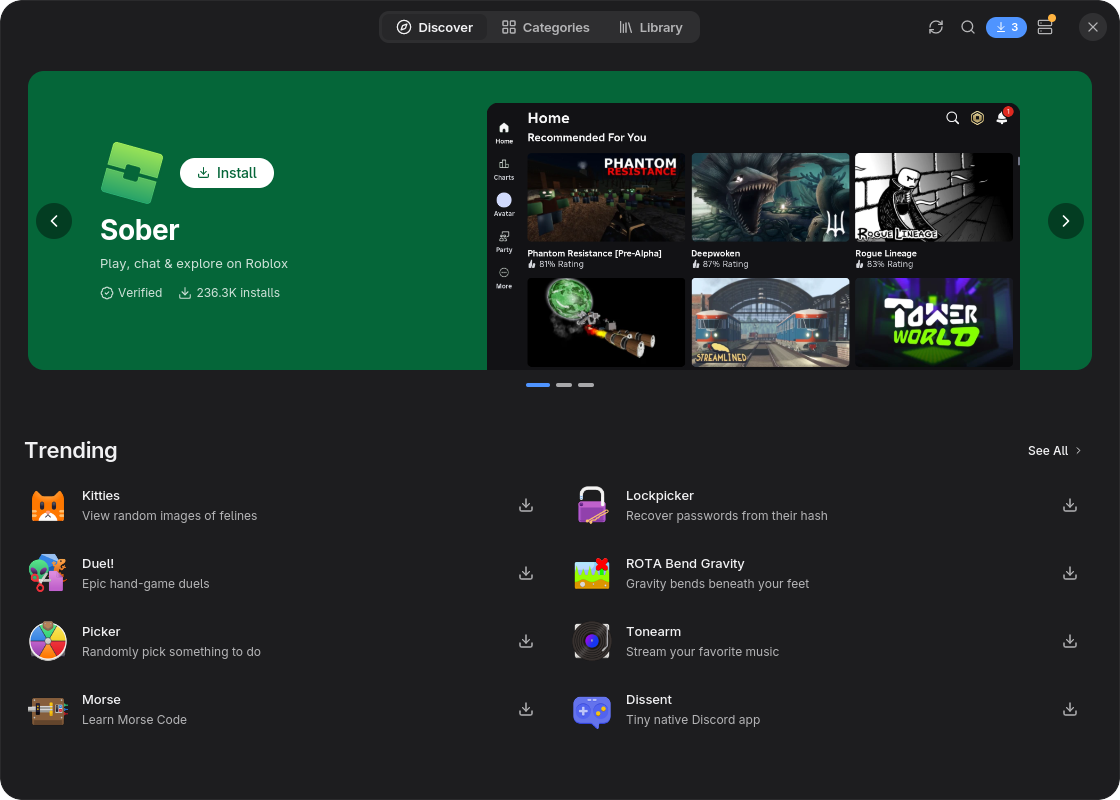 Discover
Categories
Library
3
Install
Sober
Play, chat & explore on Roblox
Verified
236.3K installs
Home
Recommended For You
1
Home
Charts
Avatar
Party
More
PHANTOM
RESISTANCE
Phantom Resistance [Pre-Alpha]
81% Rating
Deepwoken
87% Rating
ROGUE LINEAGE
Rogue Lineage
83% Rating
STREAMLINED
TOWER
WORLD
Trending
See All
Kitties
View random images of felines
Lockpicker
Recover passwords from their hash
Duel!
Epic hand-game duels
ROTA Bend Gravity
Gravity bends beneath your feet
Picker
Randomly pick something to do
Tonearm
Stream your favorite music
Morse
Learn Morse Code
Dissent
Tiny native Discord app